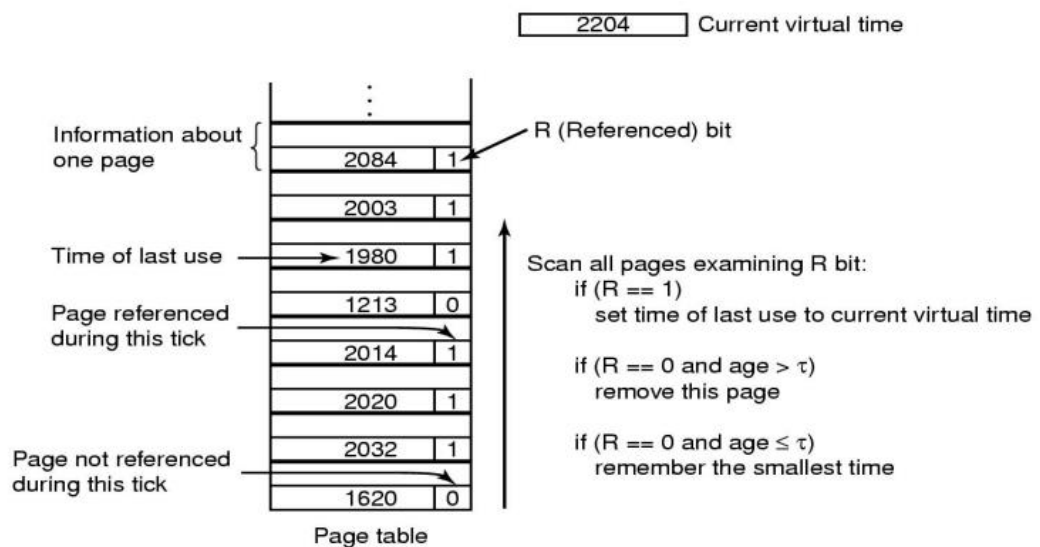 2204 Current virtual time
Information about
one page
R (Referenced) bit
2084 1
2003 1
Time of last use
1980 1
1213 0
Page referenced
during this tick
2014 1
2020 1
2032 1
Page not referenced
during this tick
1620 0
Page table
Scan all pages examining R bit:
if (R == 1)
set time of last use to current virtual time
if (R == 0 and age > τ)
remove this page
if (R == 0 and age ≤ τ)
remember the smallest time